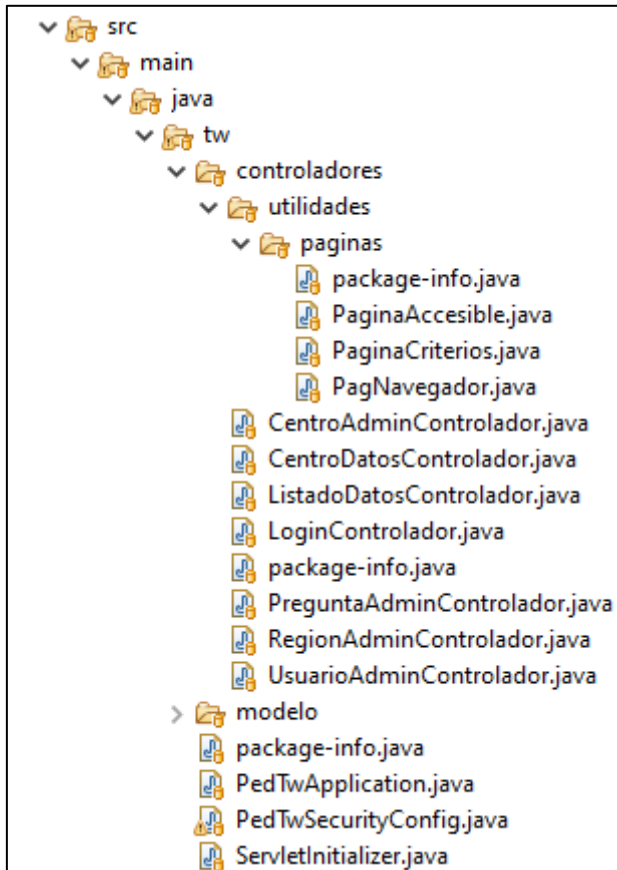 src
main
java
tw
controladores
utilidades
paginas
package-info.java
PaginaAccesible.java
PaginaCriterios.java
PagNavegador.java
CentroAdminControlador.java
CentroDatosControlador.java
ListadoDatosControlador.java
LoginControlador.java
package-info.java
PreguntaAdminControlador.java
RegionAdminControlador.java
UsuarioAdminControlador.java
modelo
package-info.java
PedTwApplication.java
PedTwSecurityConfig.java
ServletInitializer.java